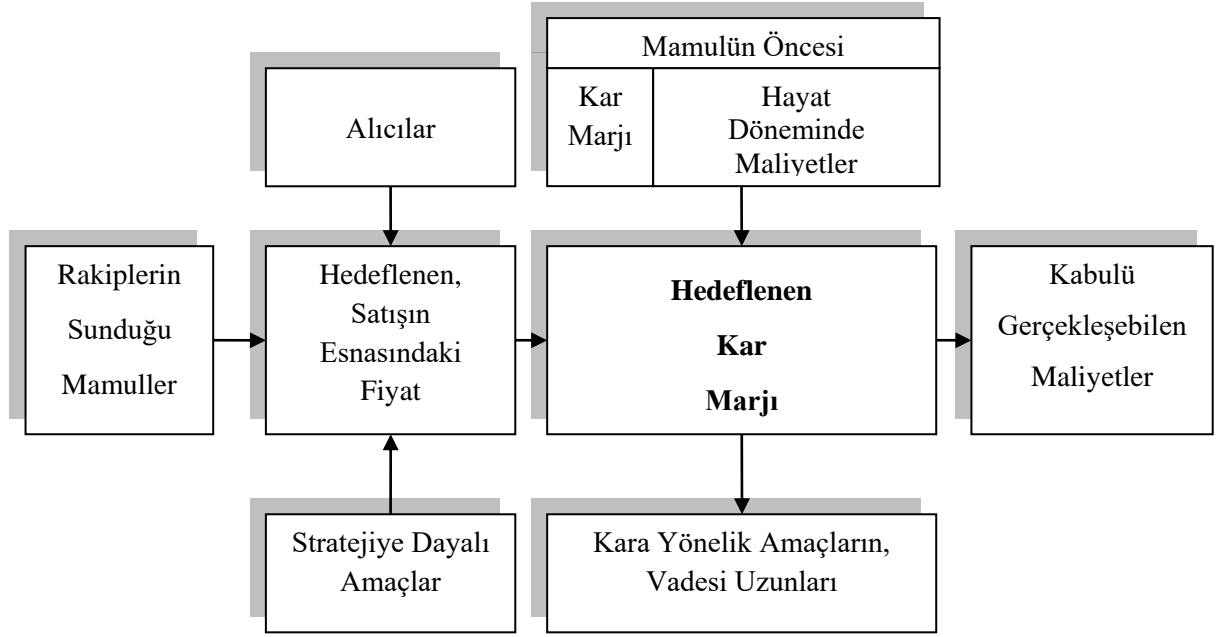 Mamulün Öncesi
Kar
Marjı
Hayat
Döneminde
Maliyetler
Alıcılar
Rakiplerin
Sunduğu
Mamuller
Hedeflenen,
Satışın
Esnasındaki
Fiyat
Hedeflenen
Kar
Marjı
Kabulü
Gerçekleşebilen
Maliyetler
Stratejiye Dayalı
Amaçlar
Kara Yönelik Amaçların,
Vadesi Uzunları